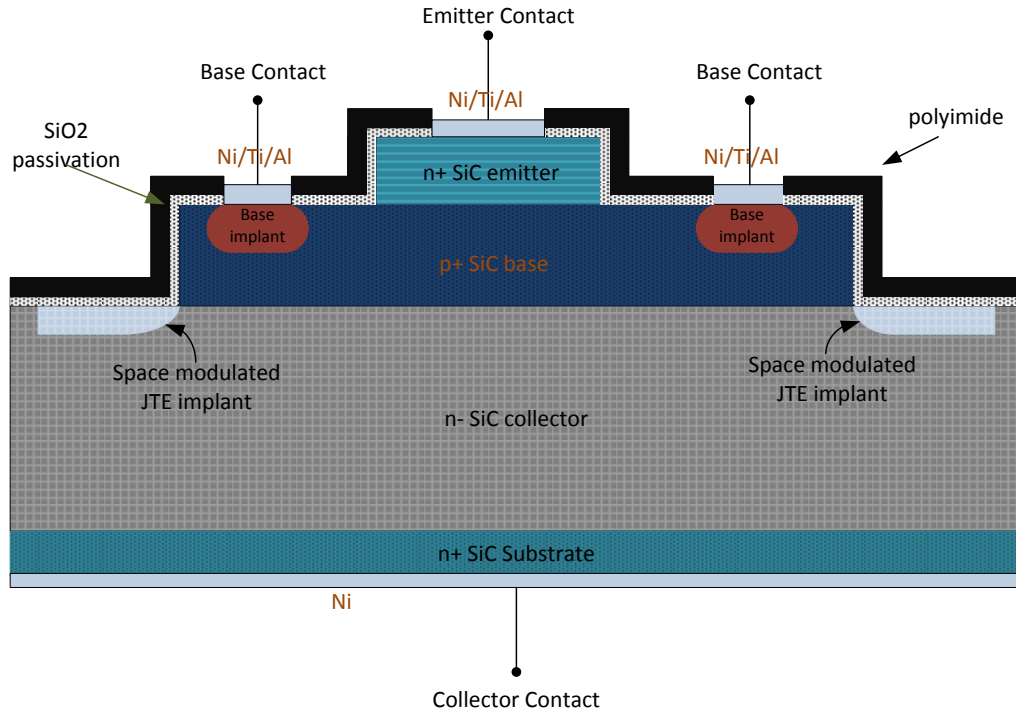 Emitter Contact
Base Contact
Base Contact
Ni/Ti/Al
SiO2
passivation
polyimide
Ni/Ti/Al
Ni/Ti/Al
n+ SiC emitter
Base
implant
Base
implant
p+ SiC base
Space modulated
JTE implant
Space modulated
JTE implant
n- SiC collector
n+ SiC Substrate
Ni
Collector Contact